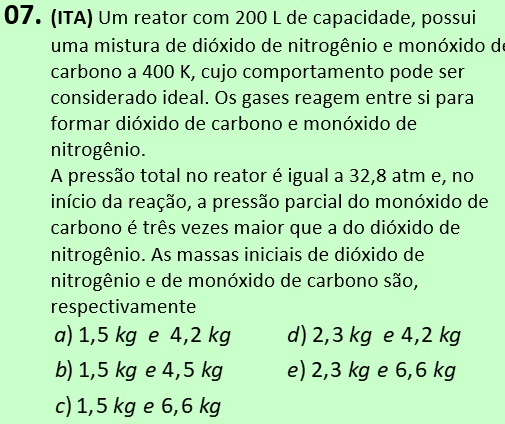 07. (ITA) Um reator com 200 L de capacidade, possui
uma mistura de dióxido de nitrogênio e monóxido de
carbono a 400 K, cujo comportamento pode ser
considerado ideal. Os gases reagem entre si para
formar dióxido de carbono e monóxido de
nitrogênio.
A pressão total no reator é igual a 32,8 atm e, no
início da reação, a pressão parcial do monóxido de
carbono é três vezes maior que a do dióxido de
nitrogênio. As massas iniciais de dióxido de
nitrogênio e de monóxido de carbono são,
respectivamente
a) 1,5 kg e 4,2 kg d) 2,3 kg e 4,2 kg
b) 1,5 kg e 4,5 kg e) 2,3 kg e 6,6 kg
c) 1,5 kg e 6,6 kg